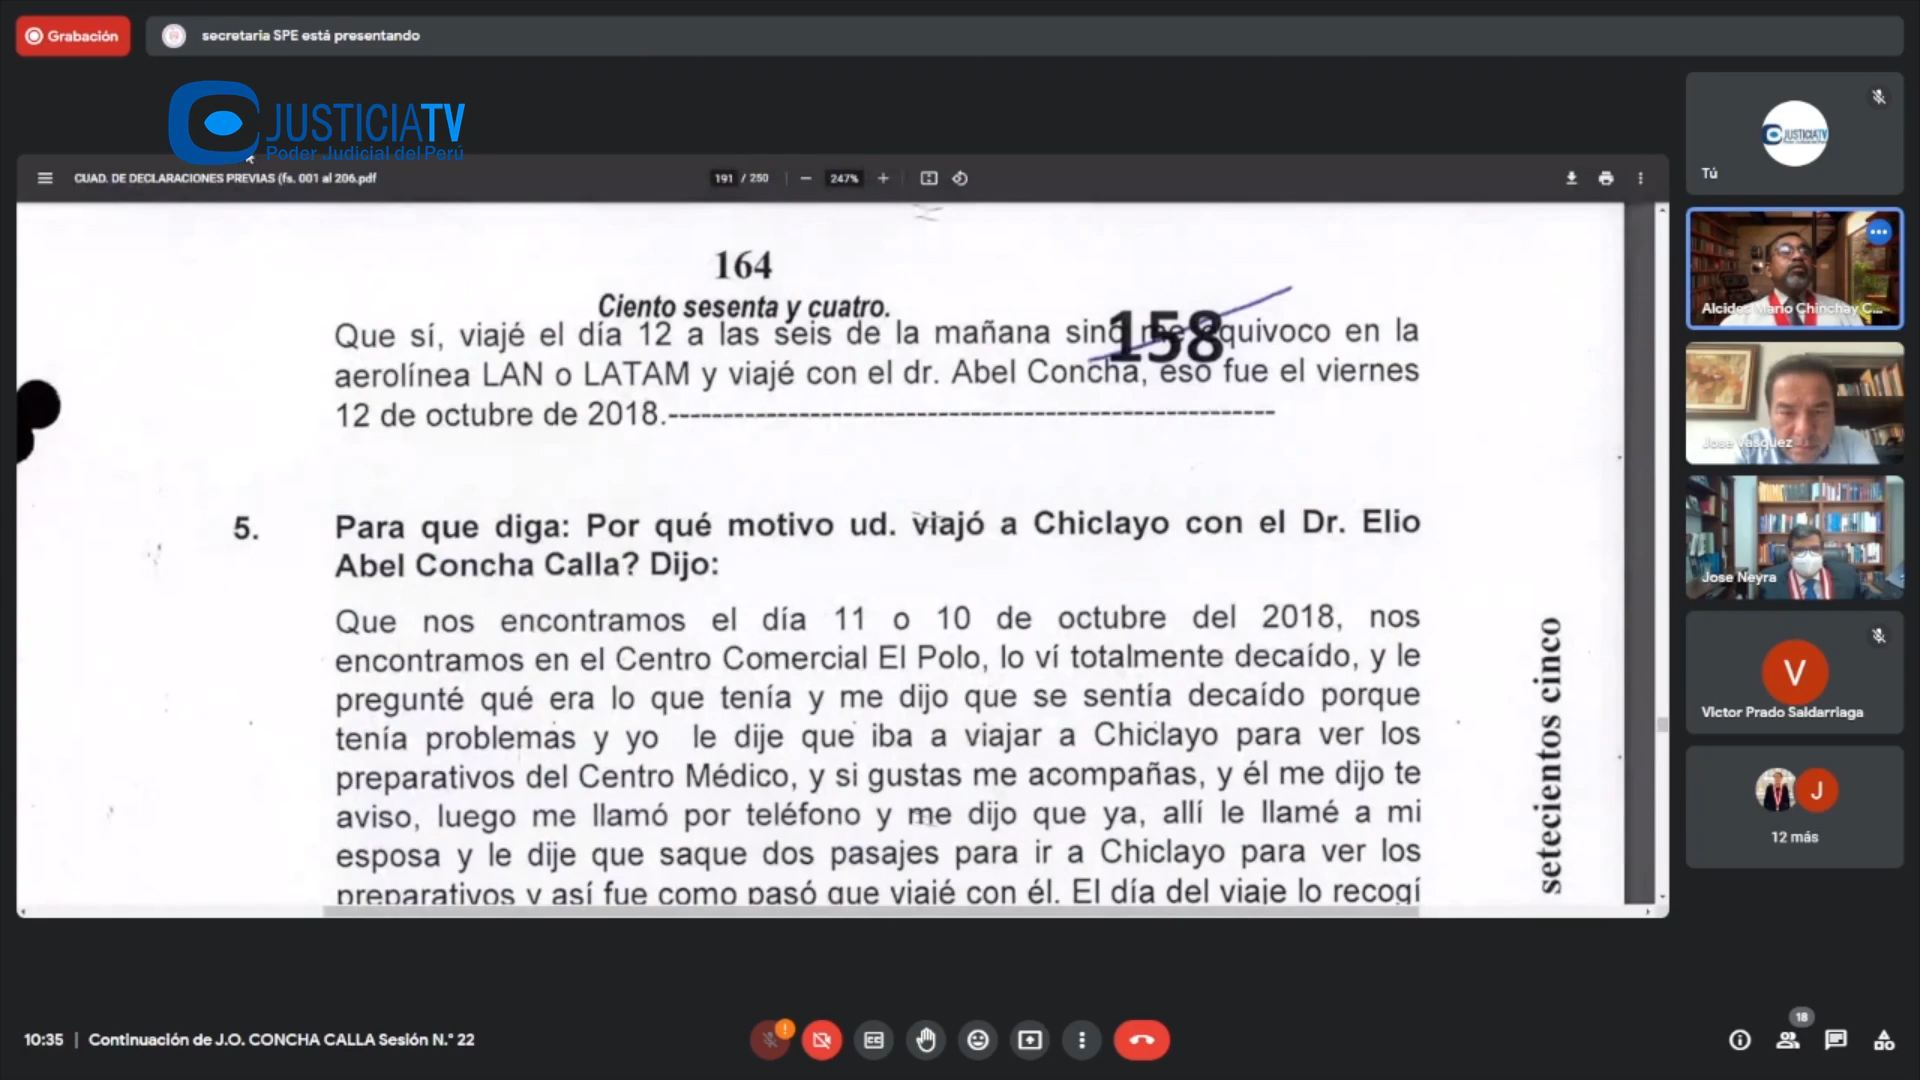 Grabación
secretaria SPE está presentando
JUSTICIATV
Poder Judicial del Perú
CUAD. DE DECLARACIONES PREVIAS (fs. 001 al 206.pdf
191 / 250
247%
164
Ciento sesenta y cuatro.
158
Que sí, viajé el día 12 a las seis de la mañana sino me equivoco en la
aerolínea LAN o LATAM y viajé con el dr. Abel Concha, eso fue el viernes
12 de octubre de 2018.-----------------------------------------------------
5. Para que diga: Por qué motivo ud. viajó a Chiclayo con el Dr. Elio
Abel Concha Calla? Dijo:
Que nos encontramos el día 11 o 10 de octubre del 2018, nos
encontramos en el Centro Comercial El Polo, lo ví totalmente decaído, y le
pregunté qué era lo que tenía y me dijo que se sentía decaído porque
tenía problemas y yo le dije que iba a viajar a Chiclayo para ver los
preparativos del Centro Médico, y si gustas me acompañas, y él me dijo te
aviso, luego me llamó por teléfono y me dijo que ya, allí le llamé a mi
esposa y le dije que saque dos pasajes para ir a Chiclayo para ver los
preparativos y así fue como pasó que viajé con él. El día del viaje lo recogí
setecientos cinco
JUSTICIATV
Tú
Alcides Mario Chinchay C...
Jose Vasquez
Jose Neyra
V
Victor Prado Saldarriaga
J
12 más
10:35 | Continuación de J.O. CONCHA CALLA Sesión N.° 22
18